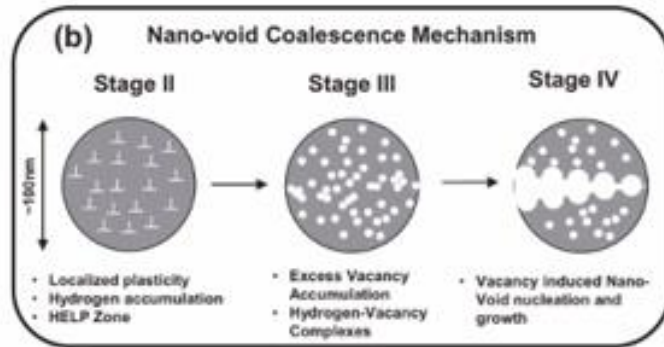 (b) Nano-void Coalescence Mechanism
Stage II
Stage III
Stage IV
~100nm
• Localized plasticity
• Hydrogen accumulation
• HELP Zone
• Excess Vacancy
Accumulation
• Hydrogen-Vacancy
Complexes
• Vacancy induced Nano-
Void nucleation and
growth